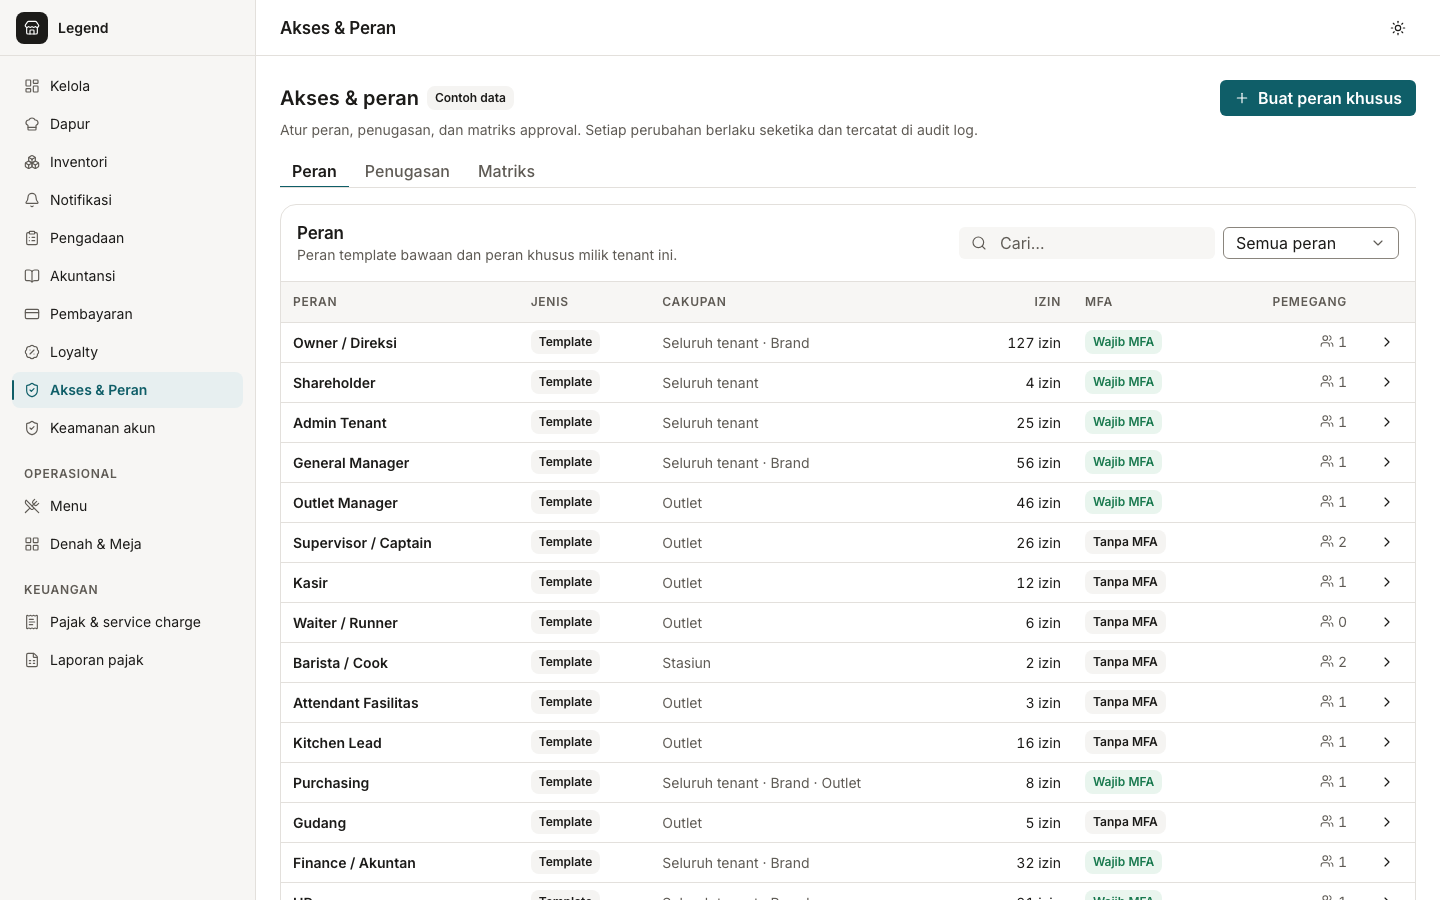 Legend
Akses & Peran
Kelola
Dapur
Inventori
Notifikasi
Pengadaan
Akuntansi
Pembayaran
Loyalty
Akses & Peran
Keamanan akun
OPERASIONAL
Menu
Denah & Meja
KEUANGAN
Pajak & service charge
Laporan pajak
Akses & peran Contoh data
Buat peran khusus
Atur peran, penugasan, dan matriks approval. Setiap perubahan berlaku seketika dan tercatat di audit log.
Peran Penugasan Matriks
Peran
Peran template bawaan dan peran khusus milik tenant ini.
Cari... Semua peran
PERAN JENIS CAKUPAN IZIN MFA PEMEGANG
Owner / Direksi Template Seluruh tenant · Brand 127 izin Wajib MFA 1
Shareholder Template Seluruh tenant 4 izin Wajib MFA 1
Admin Tenant Template Seluruh tenant 25 izin Wajib MFA 1
General Manager Template Seluruh tenant · Brand 56 izin Wajib MFA 1
Outlet Manager Template Outlet 46 izin Wajib MFA 1
Supervisor / Captain Template Outlet 26 izin Tanpa MFA 2
Kasir Template Outlet 12 izin Tanpa MFA 1
Waiter / Runner Template Outlet 6 izin Tanpa MFA 0
Barista / Cook Template Stasiun 2 izin Tanpa MFA 2
Attendant Fasilitas Template Outlet 3 izin Tanpa MFA 1
Kitchen Lead Template Outlet 16 izin Tanpa MFA 1
Purchasing Template Seluruh tenant · Brand · Outlet 8 izin Wajib MFA 1
Gudang Template Outlet 5 izin Tanpa MFA 1
Finance / Akuntan Template Seluruh tenant · Brand 32 izin Wajib MFA 1